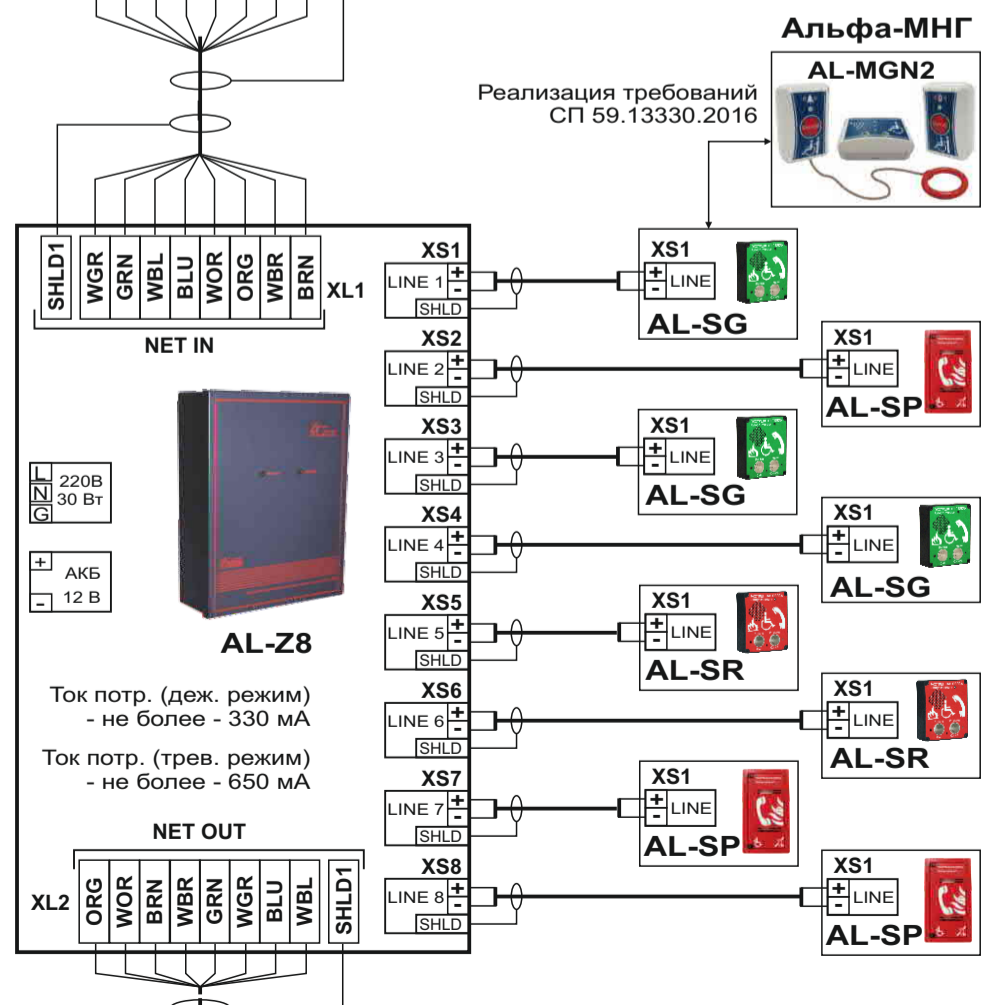 Альфа-МНГ
AL-MGN2
Реализация требований
СП 59.13330.2016
SHLD1
WGR
GRN
WBL
BLU
WOR
ORG
WBR
BRN
XL1
NET IN
L
N
G
220В
30 Вт
+
-
АКБ
12 В
AL-Z8
Ток потр. (деж. режим)
- не более - 330 мА
Ток потр. (трев. режим)
- не более - 650 мА
NET OUT
XL2
ORG
WOR
BRN
WBR
GRN
WGR
BLU
WBL
SHLD1
XS1
LINE 1
+
-
SHLD
XS1
+
-
LINE
AL-SG
XS2
LINE 2
+
-
SHLD
XS1
+
-
LINE
AL-SP
XS3
LINE 3
+
-
SHLD
XS1
+
-
LINE
AL-SG
XS4
LINE 4
+
-
SHLD
XS1
+
-
LINE
AL-SG
XS5
LINE 5
+
-
SHLD
XS1
+
-
LINE
AL-SR
XS6
LINE 6
+
-
SHLD
XS1
+
-
LINE
AL-SR
XS7
LINE 7
+
-
SHLD
XS1
+
-
LINE
AL-SP
XS8
LINE 8
+
-
SHLD
XS1
+
-
LINE
AL-SP